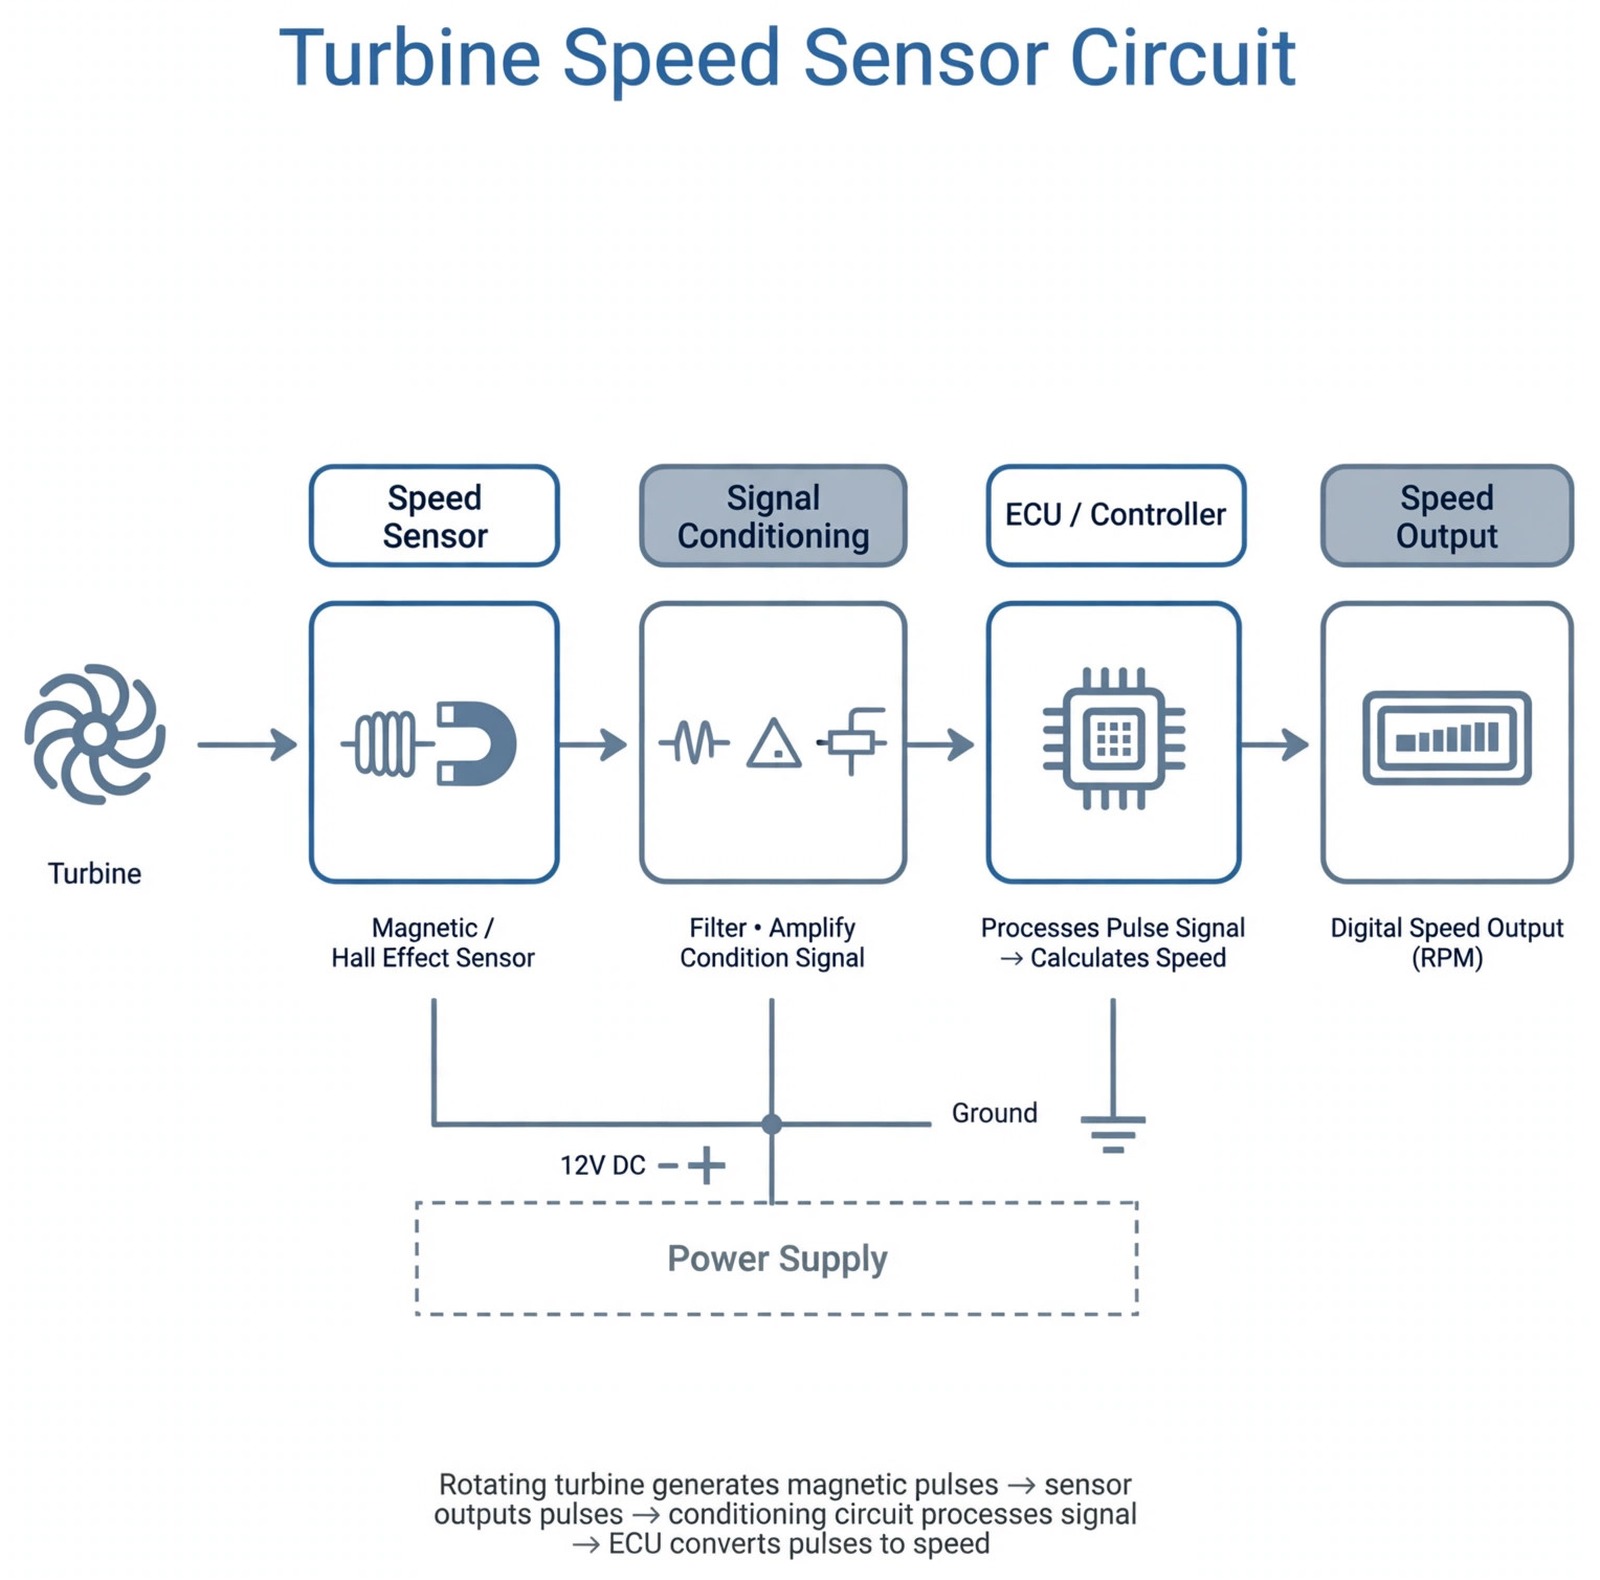 Turbine Speed Sensor Circuit
Speed
Sensor
Signal
Conditioning
ECU / Controller
Speed
Output
Turbine
Magnetic /
Hall Effect Sensor
Filter • Amplify
Condition Signal
Processes Pulse Signal
→ Calculates Speed
Digital Speed Output
(RPM)
Ground
12V DC − +
Power Supply
Rotating turbine generates magnetic pulses → sensor
outputs pulses → conditioning circuit processes signal
→ ECU converts pulses to speed